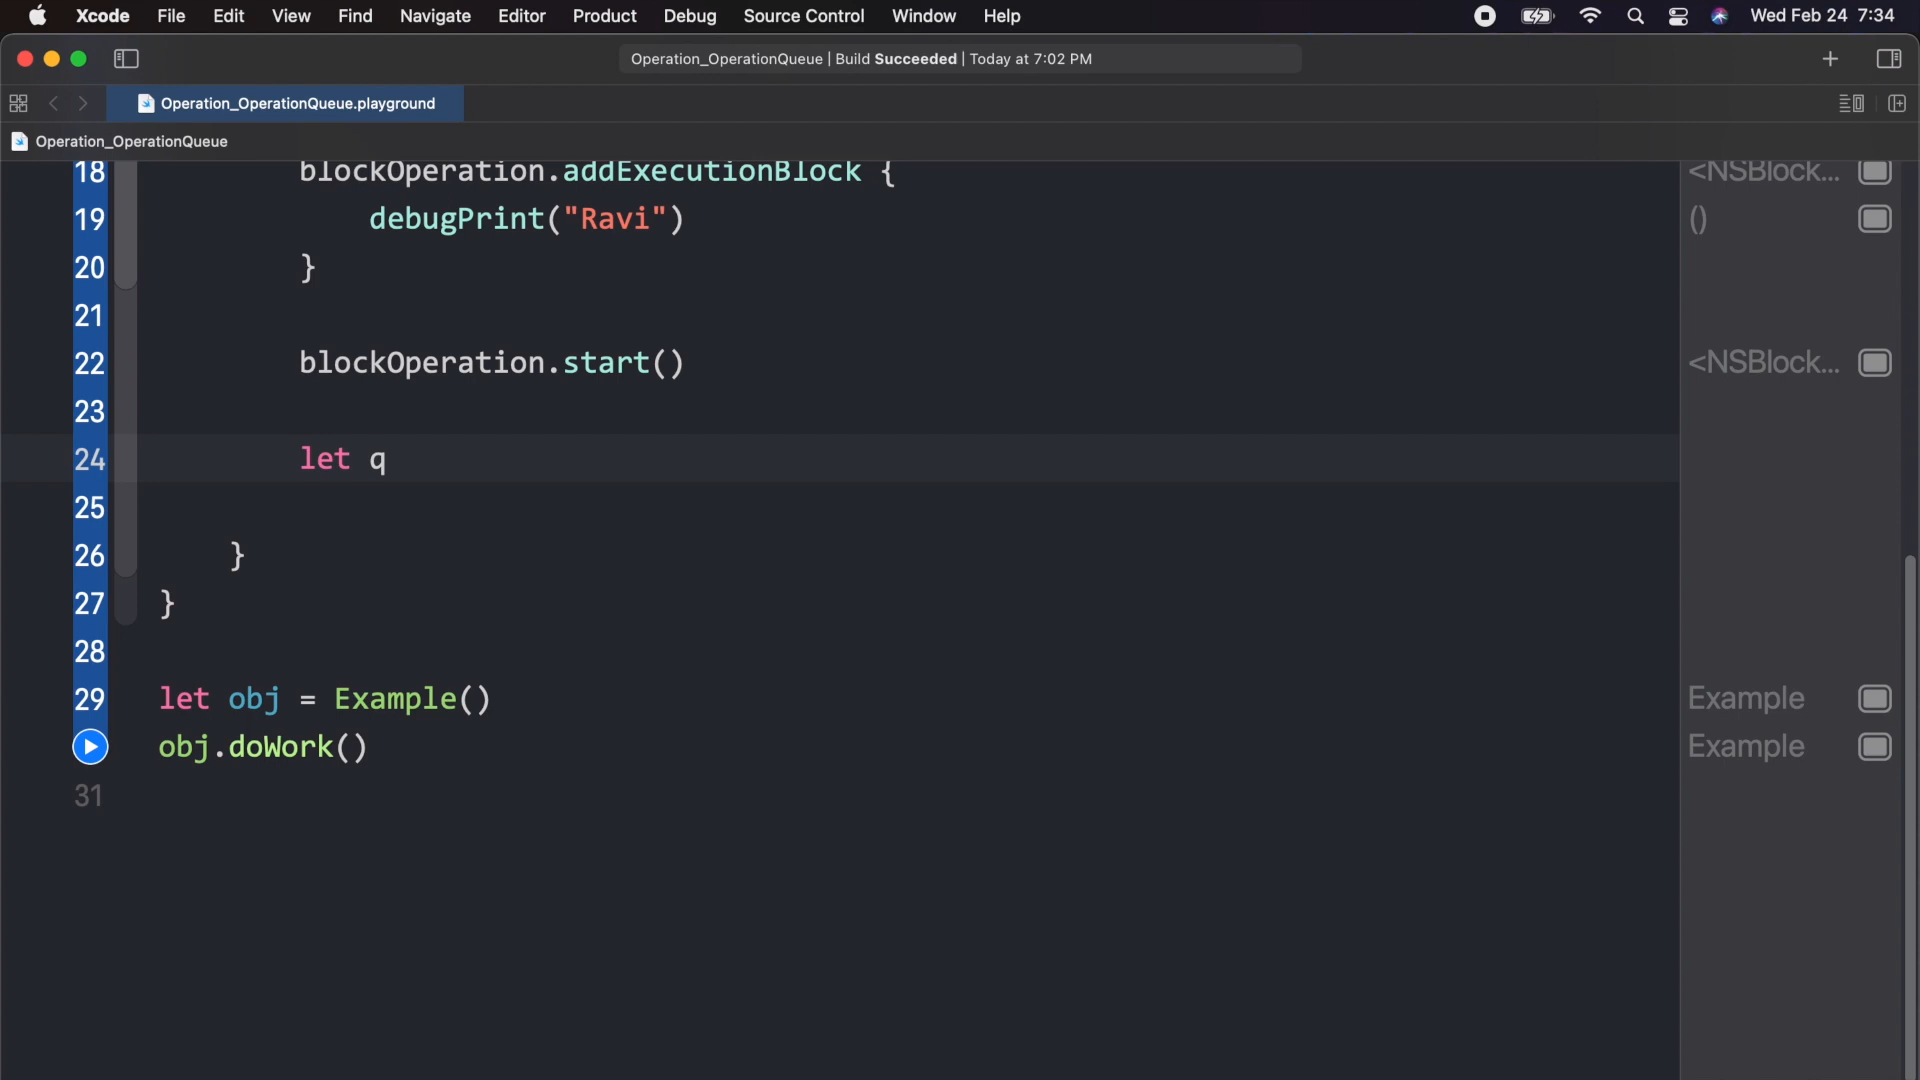 Xcode File Edit View Find Navigate Editor Product Debug Source Control Window Help Wed Feb 24 7:34
Operation_OperationQueue | Build Succeeded | Today at 7:02 PM
Operation_OperationQueue.playground
Operation_OperationQueue
18 blockOperation.addExecutionBlock { <NSBlock...
19 debugPrint("Ravi") ()
20 }
21
22 blockOperation.start() <NSBlock...
23
24 let q
25
26 }
27 }
28
29 let obj = Example() Example
obj.doWork() Example
31